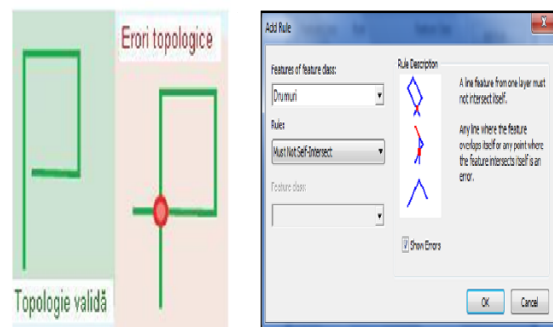 Erori topologice
Topologie validă
Add Rule
Features of feature class:
Drumuri
Rule:
Must Not Self-Intersect
Feature class:
Rule Description
A line feature from one layer must
not intersect itself.
Any line where the feature
overlaps itself or any point where
the feature intersects itself is an
error.
Show Errors
OK
Cancel